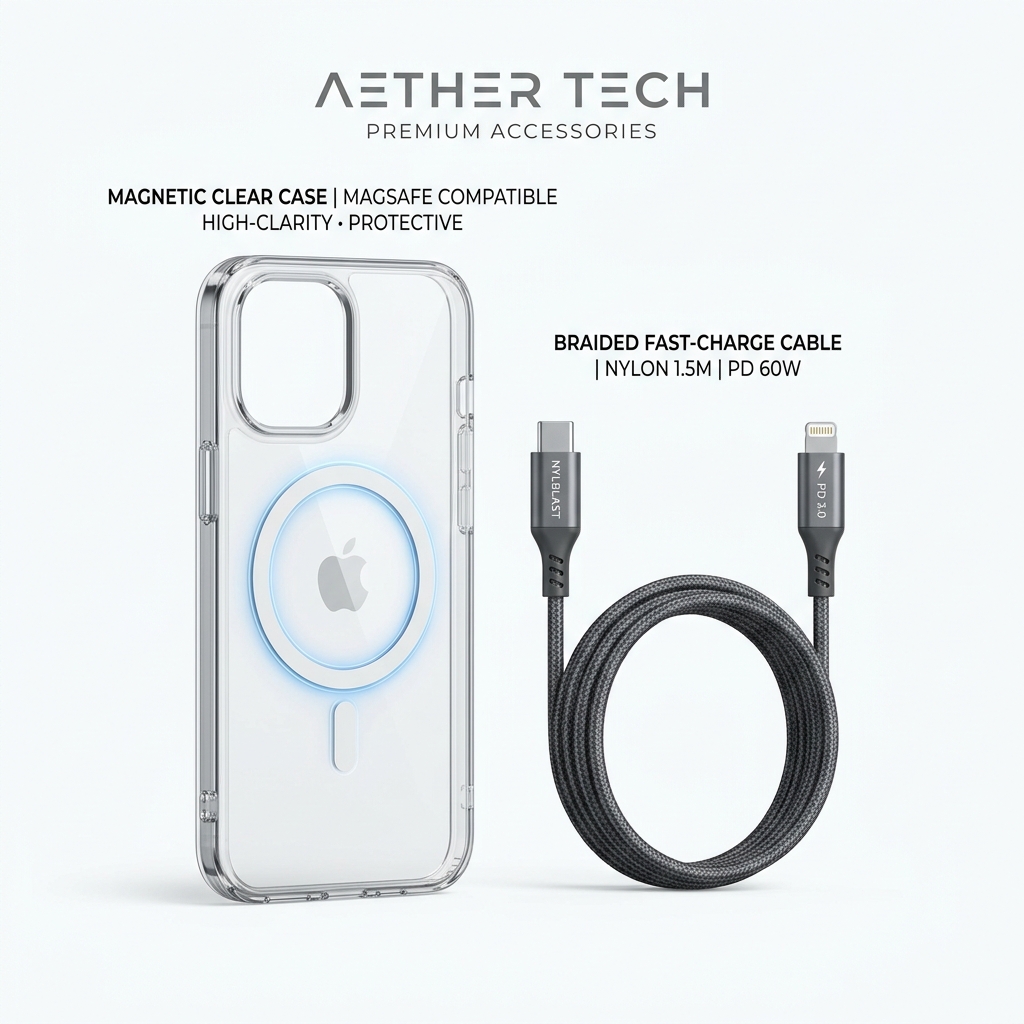 AETHER TECH
PREMIUM ACCESSORIES
MAGNETIC CLEAR CASE | MAGSAFE COMPATIBLE
HIGH-CLARITY • PROTECTIVE
BRAIDED FAST-CHARGE CABLE
| NYLON 1.5M | PD 60W
NYLBLAST
PD 3.0